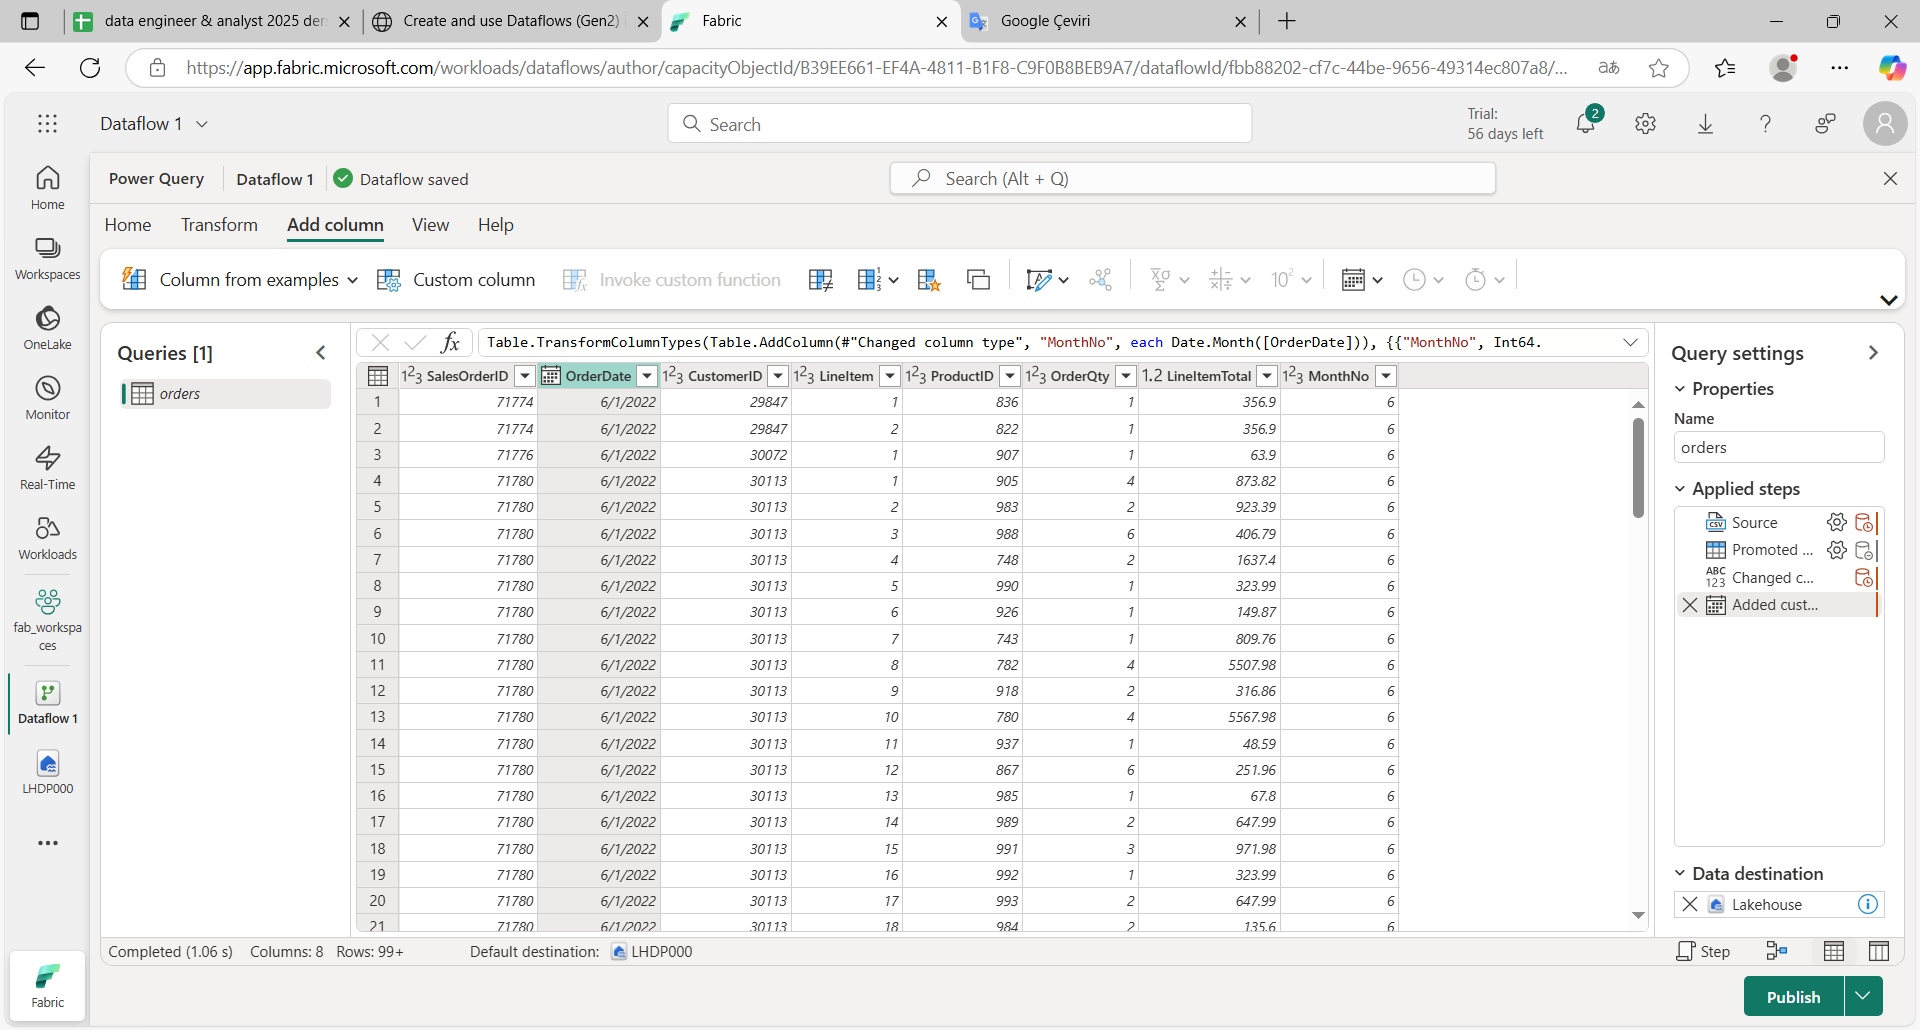 data engineer & analyst 2025 der
Create and use Dataflows (Gen2)
Fabric
Google Çeviri
https://app.fabric.microsoft.com/workloads/dataflows/author/capacityObjectId/B39EE661-EF4A-4811-B1F8-C9F0B8BEB9A7/dataflowId/fbb88202-cf7c-44be-9656-49314ec807a8/...
Dataflow 1
Search
Trial:
56 days left
2
Power Query
Dataflow 1
Dataflow saved
Search (Alt + Q)
Home
Transform
Add column
View
Help
Column from examples
Custom column
Invoke custom function
Home
Workspaces
OneLake
Monitor
Real-Time
Workloads
fab_workspa
ces
Dataflow 1
LHDP000
Fabric
Queries [1]
orders
fx
Table.TransformColumnTypes(Table.AddColumn(#"Changed column type", "MonthNo", each Date.Month([OrderDate])), {{"MonthNo", Int64.
SalesOrderID OrderDate CustomerID LineItem ProductID OrderQty LineItemTotal MonthNo
1 71774 6/1/2022 29847 1 836 1 356.9 6
2 71774 6/1/2022 29847 2 822 1 356.9 6
3 71776 6/1/2022 30072 1 907 1 63.9 6
4 71780 6/1/2022 30113 1 905 4 873.82 6
5 71780 6/1/2022 30113 2 983 2 923.39 6
6 71780 6/1/2022 30113 3 988 6 406.79 6
7 71780 6/1/2022 30113 4 748 2 1637.4 6
8 71780 6/1/2022 30113 5 990 1 323.99 6
9 71780 6/1/2022 30113 6 926 1 149.87 6
10 71780 6/1/2022 30113 7 743 1 809.76 6
11 71780 6/1/2022 30113 8 782 4 5507.98 6
12 71780 6/1/2022 30113 9 918 2 316.86 6
13 71780 6/1/2022 30113 10 780 4 5567.98 6
14 71780 6/1/2022 30113 11 937 1 48.59 6
15 71780 6/1/2022 30113 12 867 6 251.96 6
16 71780 6/1/2022 30113 13 985 1 67.8 6
17 71780 6/1/2022 30113 14 989 2 647.99 6
18 71780 6/1/2022 30113 15 991 3 971.98 6
19 71780 6/1/2022 30113 16 992 1 323.99 6
20 71780 6/1/2022 30113 17 993 2 647.99 6
21 71780 6/1/2022 30113 18 984 2 135.6 6
Query settings
Properties
Name
orders
Applied steps
Source
Promoted ...
Changed c...
Added cust...
Data destination
Lakehouse
Completed (1.06 s)
Columns: 8
Rows: 99+
Default destination:
LHDP000
Step
Publish